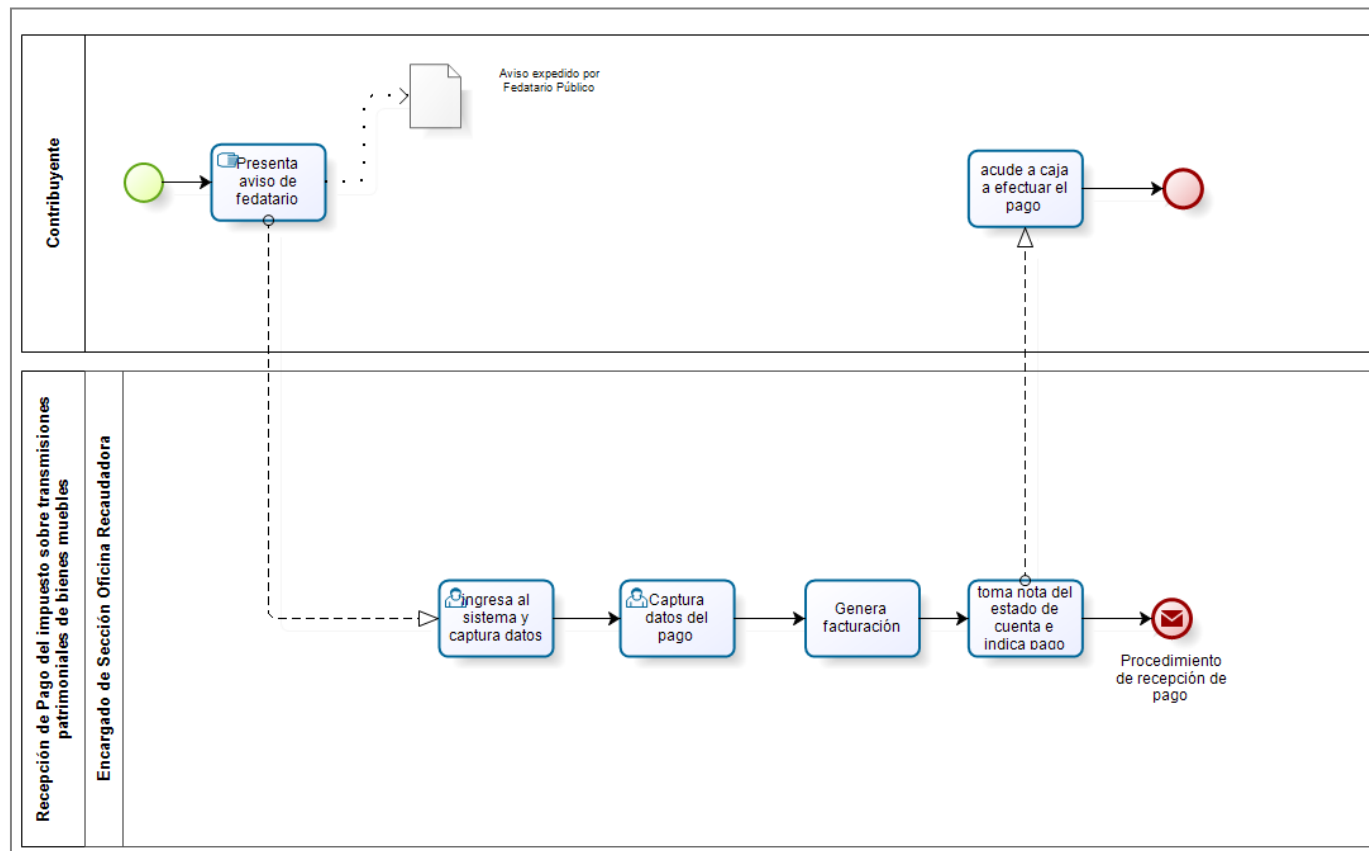 Contribuyente
Aviso expedido por
Fedatario Público
Presenta
aviso de
fedatario
acude a caja
a efectuar el
pago
Recepción de Pago del impuesto sobre transmisiones
patrimoniales de bienes muebles
Encargado de Sección Oficina Recaudadora
ingresa al
sistema y
captura datos
Captura
datos del
pago
Genera
facturación
toma nota del
estado de
cuenta e
indica pago
Procedimiento
de recepción de
pago